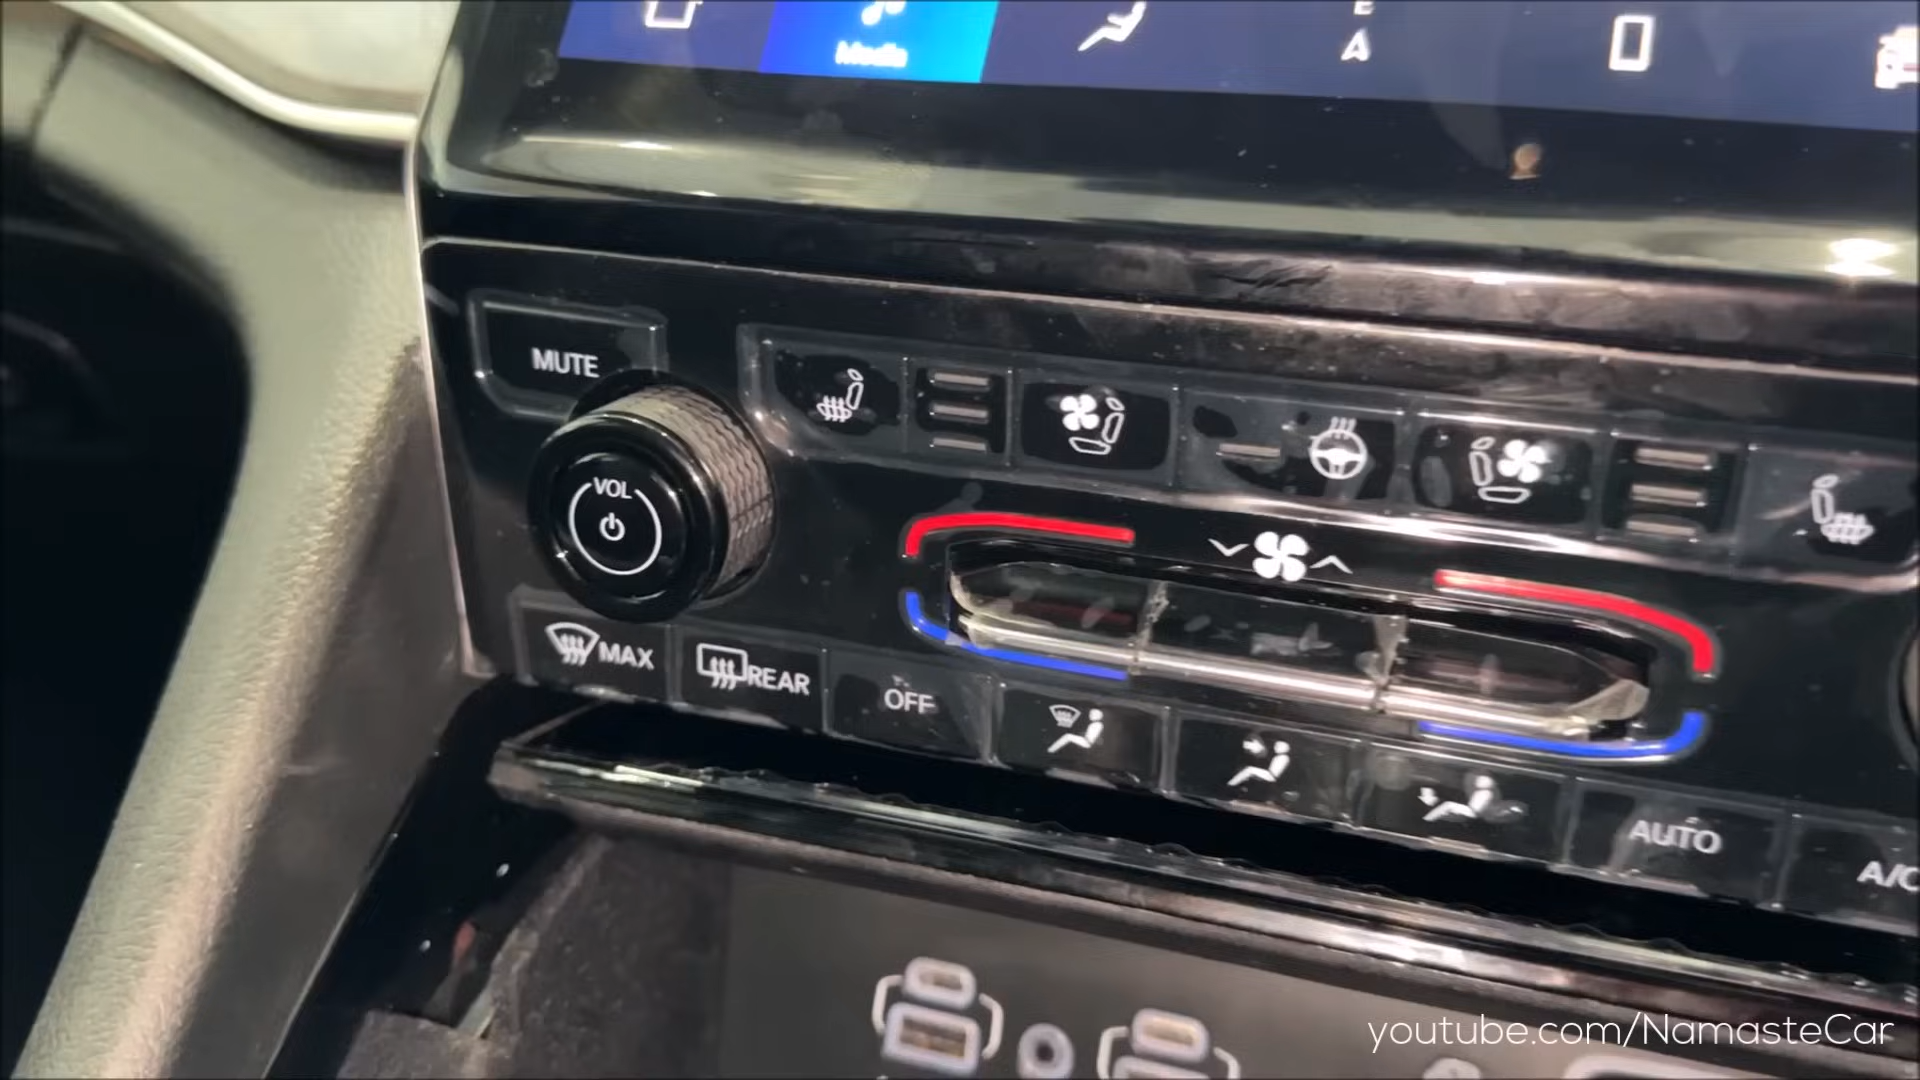 Media
E
A
MUTE
VOL
MAX
REAR
OFF
AUTO
A/C
youtube.com/NamasteCar